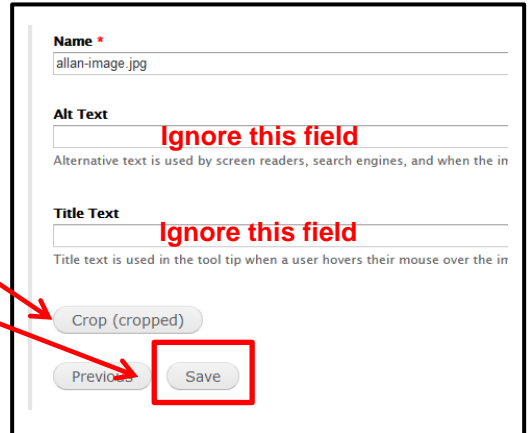 Name *
allan-image.jpg
Alt Text
Ignore this field
Alternative text is used by screen readers, search engines, and when the im
Title Text
Ignore this field
Title text is used in the tool tip when a user hovers their mouse over the im
Crop (cropped)
Previous Save